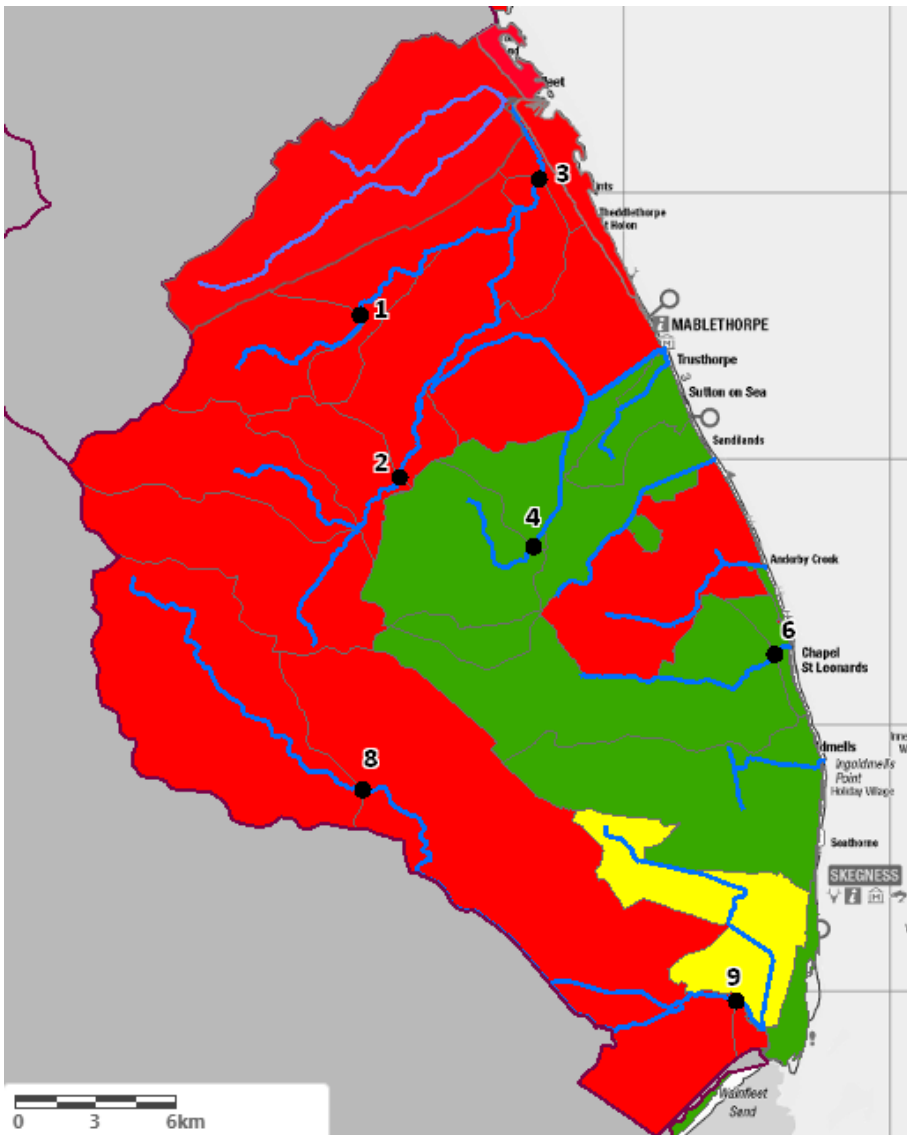 3
Theddlethorpe
1
MABLETHORPE
Trusthorpe
Sutton on Sea
Sandilands
2
4
Anderby Creek
6
Chapel
St Leonards
Ingoldmells
Point
Holiday Village
8
Seathorne
SKEGNESS
9
Wainfleet
Sand
0 3 6km